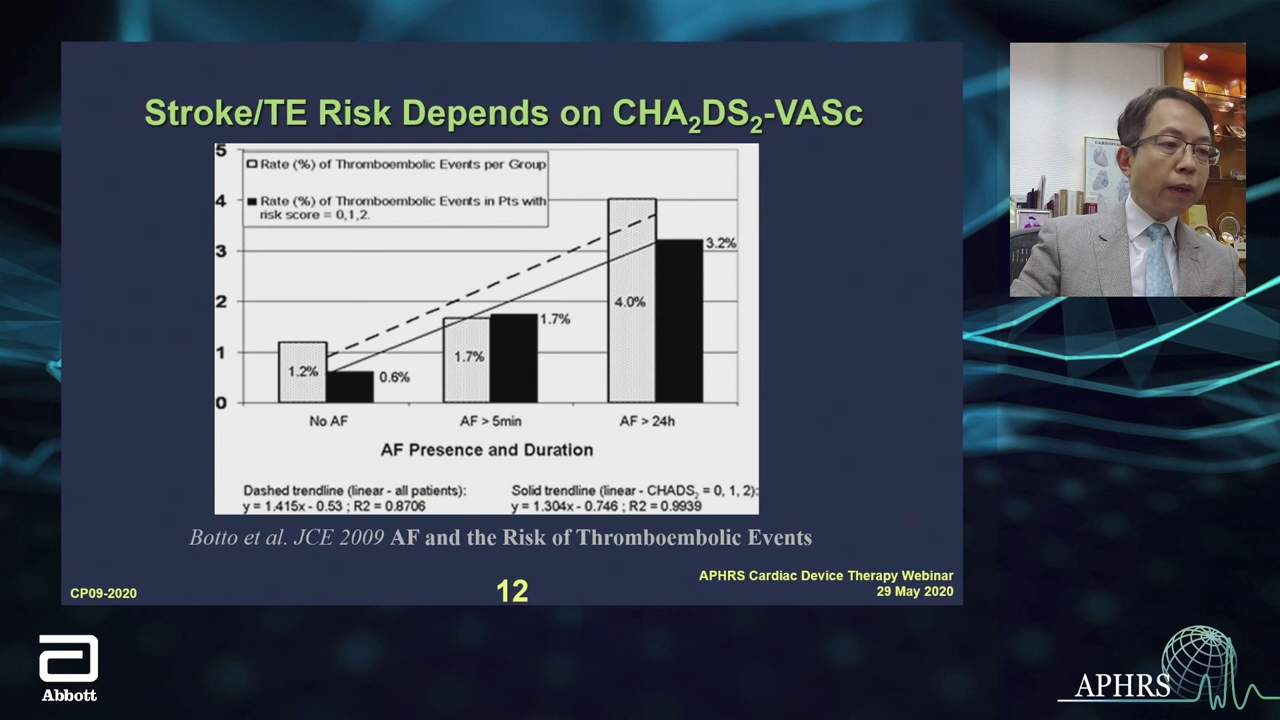 Stroke/TE Risk Depends on CHA₂DS₂-VASc
5
4
3
2
1
0
Rate (%) of Thromboembolic Events per Group
Rate (%) of Thromboembolic Events in Pts with
risk score = 0,1,2.
1.2%
0.6%
1.7%
1.7%
4.0%
3.2%
No AF
AF > 5min
AF > 24h
AF Presence and Duration
Dashed trendline (linear - all patients):
y = 1.415x - 0.53 ; R2 = 0.8706
Solid trendline (linear - CHADS₂ = 0, 1, 2):
y = 1.304x - 0.746 ; R2 = 0.9939
Botto et al. JCE 2009 AF and the Risk of Thromboembolic Events
CP09-2020
12
APHRS Cardiac Device Therapy Webinar
29 May 2020
Abbott
APHRS